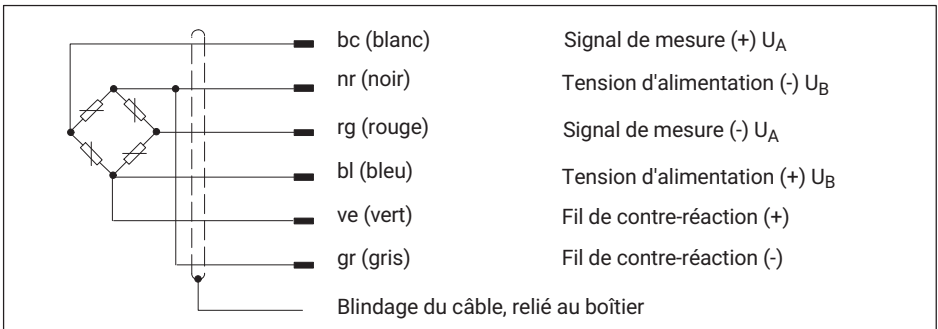 bc (blanc) Signal de mesure (+) UA
nr (noir) Tension d'alimentation (-) UB
rg (rouge) Signal de mesure (-) UA
bl (bleu) Tension d'alimentation (+) UB
ve (vert) Fil de contre-réaction (+)
gr (gris) Fil de contre-réaction (-)
Blindage du câble, relié au boîtier